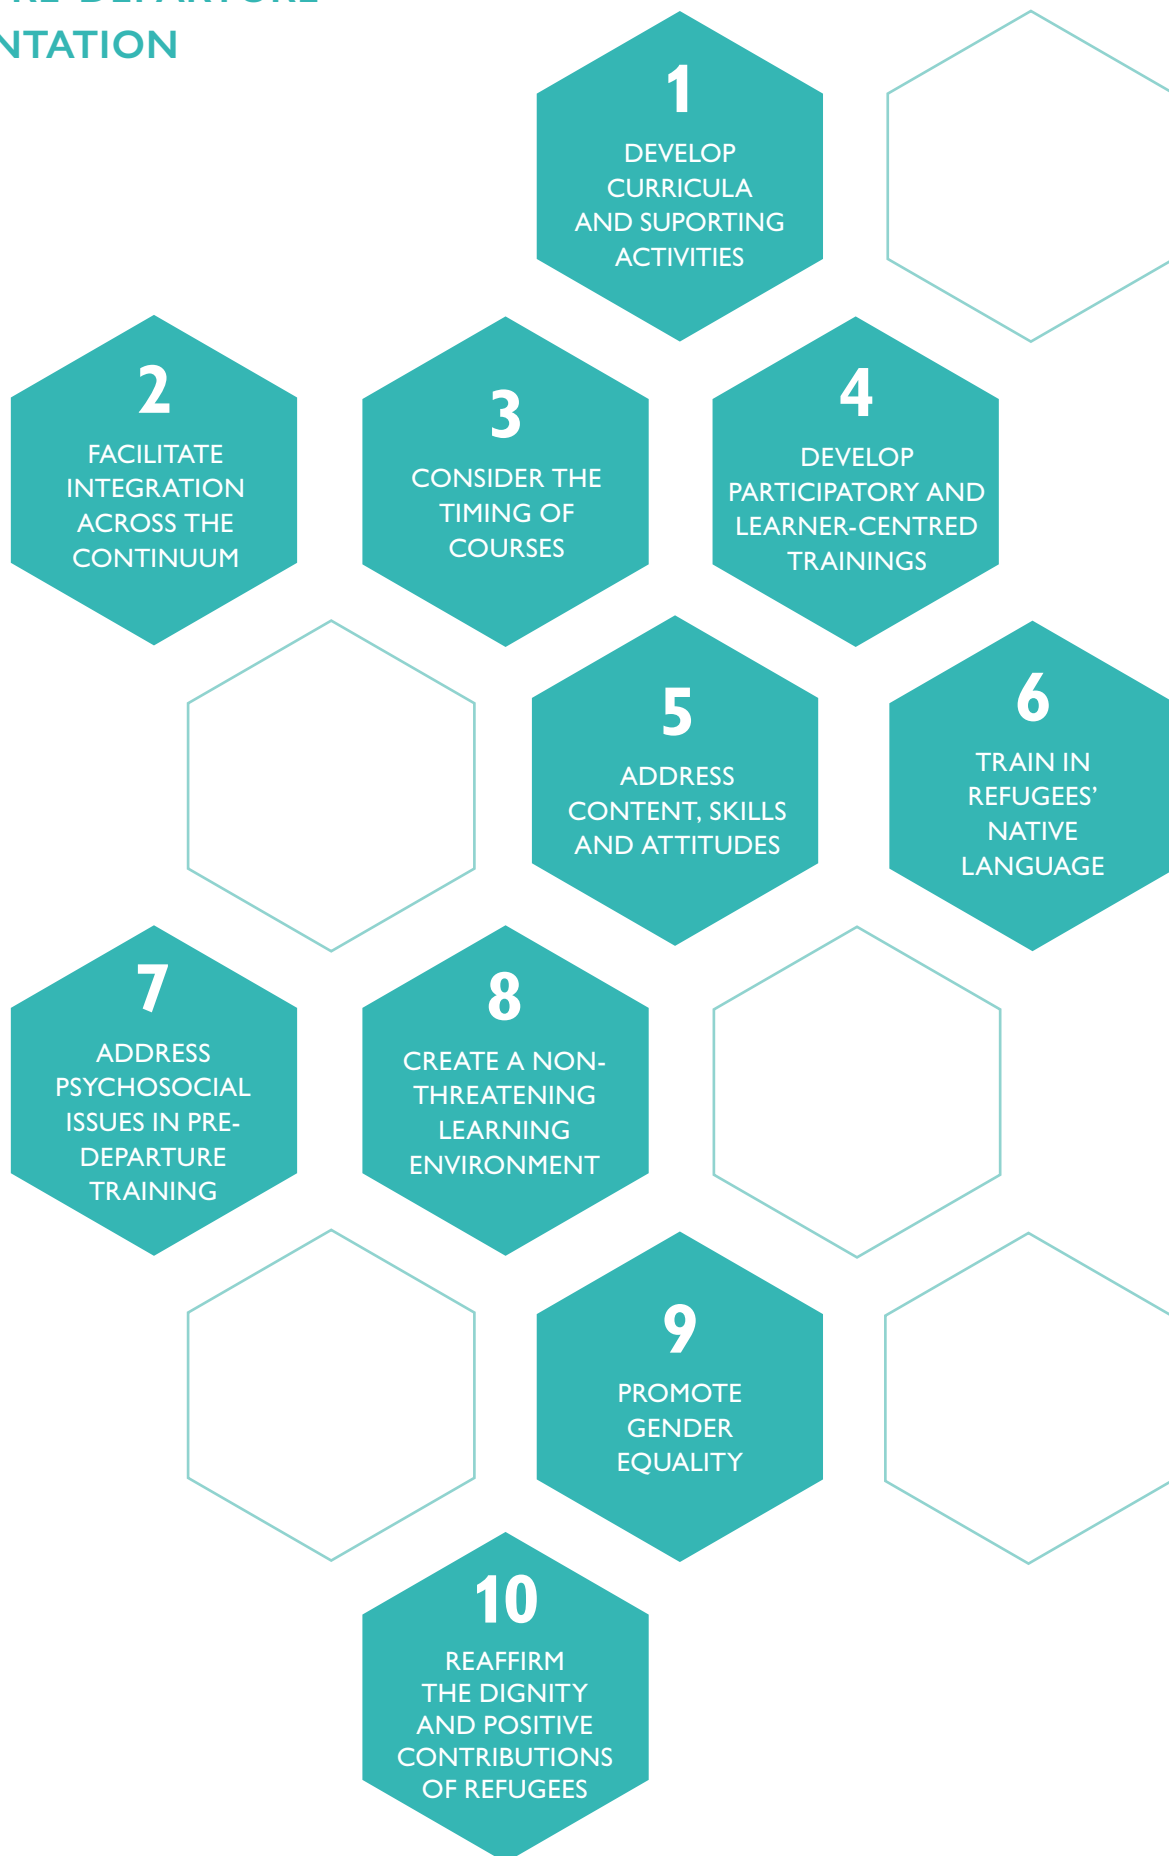 NTATION
1
DEVELOP
CURRICULA
AND SUPORTING
ACTIVITIES
2
FACILITATE
INTEGRATION
ACROSS THE
CONTINUUM
3
CONSIDER THE
TIMING OF
COURSES
4
DEVELOP
PARTICIPATORY AND
LEARNER-CENTRED
TRAININGS
5
ADDRESS
CONTENT, SKILLS
AND ATTITUDES
6
TRAIN IN
REFUGEES’
NATIVE
LANGUAGE
7
ADDRESS
PSYCHOSOCIAL
ISSUES IN PRE-
DEPARTURE
TRAINING
8
CREATE A NON-
THREATENING
LEARNING
ENVIRONMENT
9
PROMOTE
GENDER
EQUALITY
10
REAFFIRM
THE DIGNITY
AND POSITIVE
CONTRIBUTIONS
OF REFUGEES